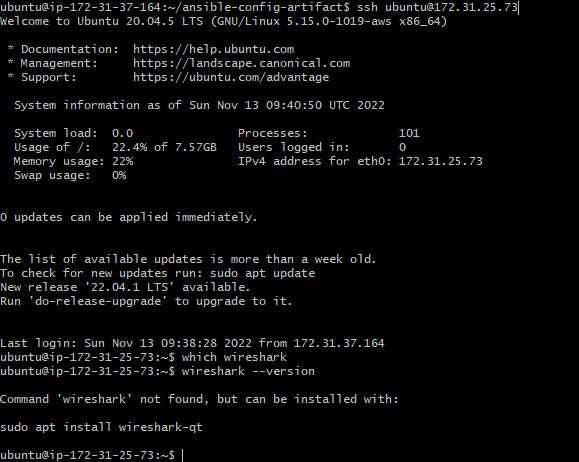 ubuntu@ip-172-31-37-164:~/ansible-config-artifact$ ssh ubuntu@172.31.25.73
Welcome to Ubuntu 20.04.5 LTS (GNU/Linux 5.15.0-1019-aws x86_64)
* Documentation:  https://help.ubuntu.com
* Management:     https://landscape.canonical.com
* Support:        https://ubuntu.com/advantage
System information as of Sun Nov 13 09:40:50 UTC 2022
System load:  0.0                Processes:             101
Usage of /:   22.4% of 7.57GB   Users logged in:       0
Memory usage: 22%                IPv4 address for eth0: 172.31.25.73
Swap usage:   0%
0 updates can be applied immediately.
The list of available updates is more than a week old.
To check for new updates run: sudo apt update
New release '22.04.1 LTS' available.
Run 'do-release-upgrade' to upgrade to it.
Last login: Sun Nov 13 09:38:28 2022 from 172.31.37.164
ubuntu@ip-172-31-25-73:~$ which wireshark
ubuntu@ip-172-31-25-73:~$ wireshark --version
Command 'wireshark' not found, but can be installed with:
sudo apt install wireshark-qt
ubuntu@ip-172-31-25-73:~$